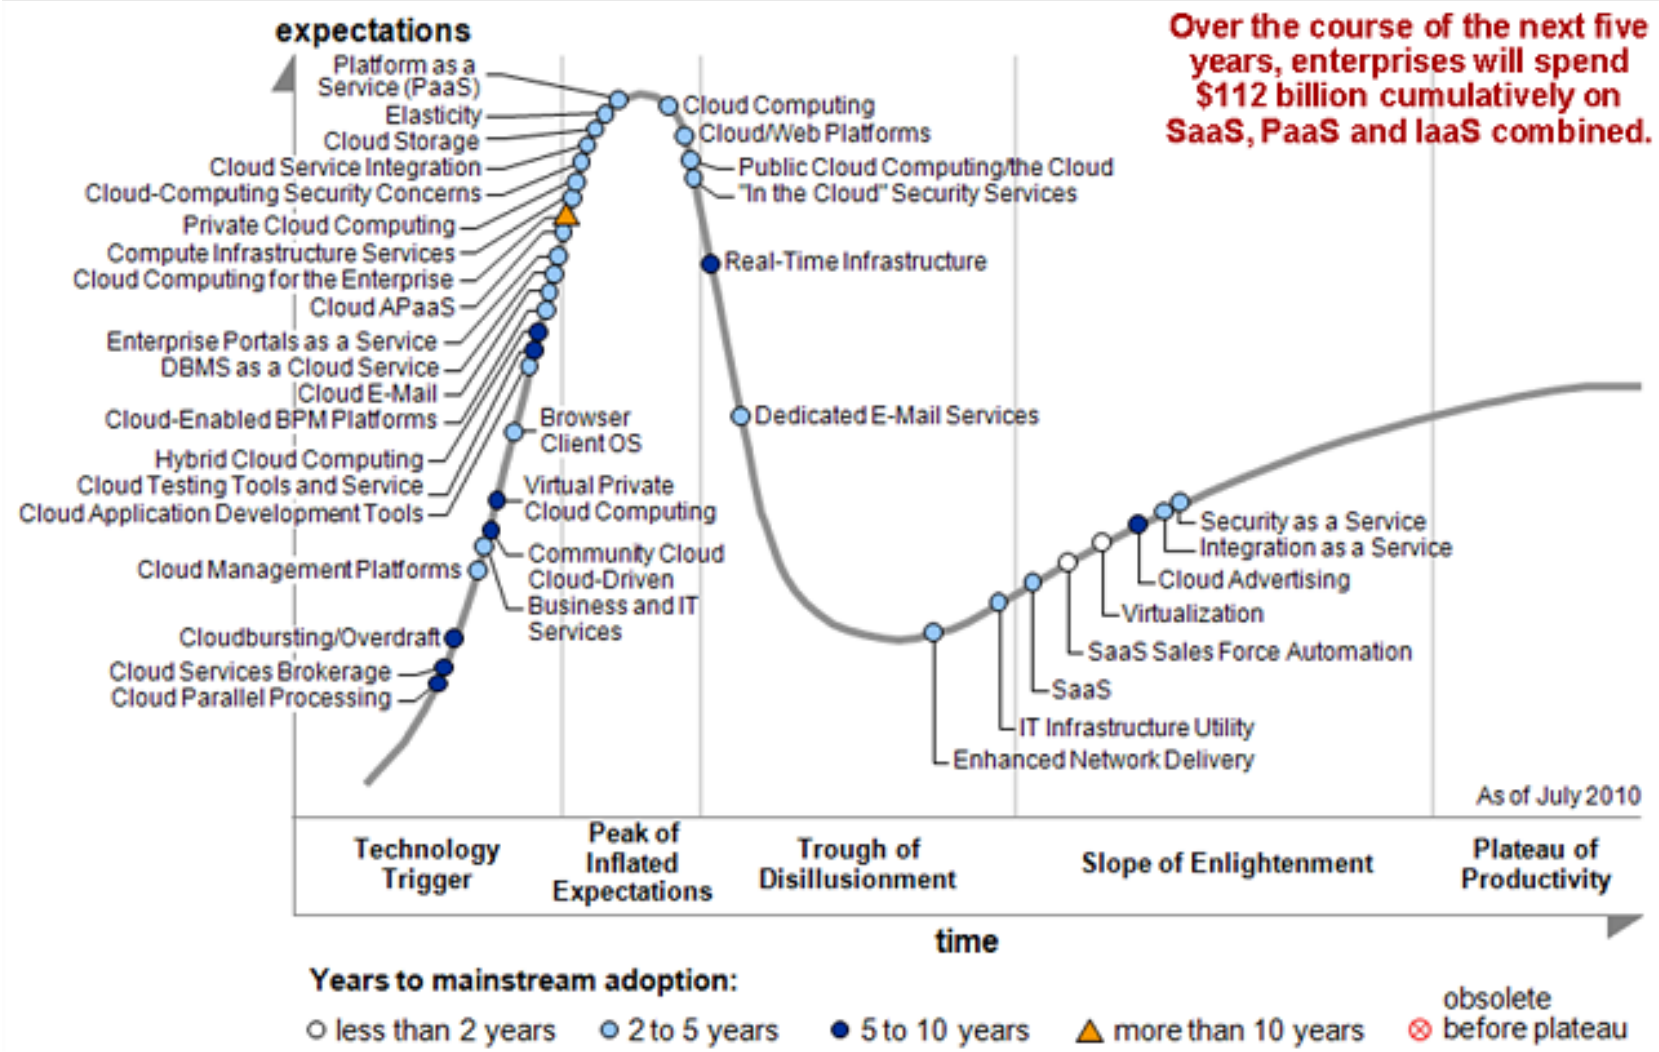 expectations
Over the course of the next five
years, enterprises will spend
$112 billion cumulatively on
SaaS, PaaS and IaaS combined.
Platform as a
Service (PaaS)
Elasticity
Cloud Storage
Cloud Service Integration
Cloud-Computing Security Concerns
Private Cloud Computing
Compute Infrastructure Services
Cloud Computing for the Enterprise
Cloud APaaS
Enterprise Portals as a Service
DBMS as a Cloud Service
Cloud E-Mail
Cloud-Enabled BPM Platforms
Hybrid Cloud Computing
Cloud Testing Tools and Service
Cloud Application Development Tools
Cloud Management Platforms
Cloudbursting/Overdraft
Cloud Services Brokerage
Cloud Parallel Processing
Browser
Client OS
Virtual Private
Cloud Computing
Community Cloud
Cloud-Driven
Business and IT
Services
Cloud Computing
Cloud/Web Platforms
Public Cloud Computing/the Cloud
"In the Cloud" Security Services
Real-Time Infrastructure
Dedicated E-Mail Services
Security as a Service
Integration as a Service
Cloud Advertising
Virtualization
SaaS Sales Force Automation
SaaS
IT Infrastructure Utility
Enhanced Network Delivery
As of July 2010
Technology
Trigger
Peak of
Inflated
Expectations
Trough of
Disillusionment
Slope of Enlightenment
Plateau of
Productivity
time
Years to mainstream adoption:
less than 2 years
2 to 5 years
5 to 10 years
more than 10 years
obsolete
before plateau